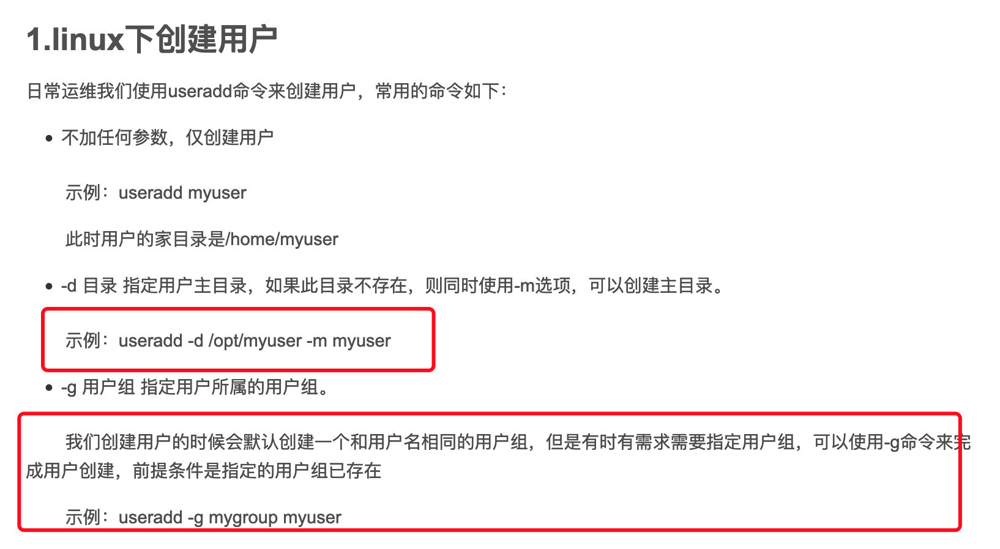 1.linux下创建用户
日常运维我们使用useradd命令来创建用户，常用的命令如下：
不加任何参数，仅创建用户
示例：useradd myuser
此时用户的家目录是/home/myuser
-d 目录 指定用户主目录，如果此目录不存在，则同时使用-m选项，可以创建主目录。
示例：useradd -d /opt/myuser -m myuser
-g 用户组 指定用户所属的用户组。
我们创建用户的时候会默认创建一个和用户名相同的用户组，但是有时有需求需要指定用户组，可以使用-g命令来完
成用户创建，前提条件是指定的用户组已存在
示例：useradd -g mygroup myuser